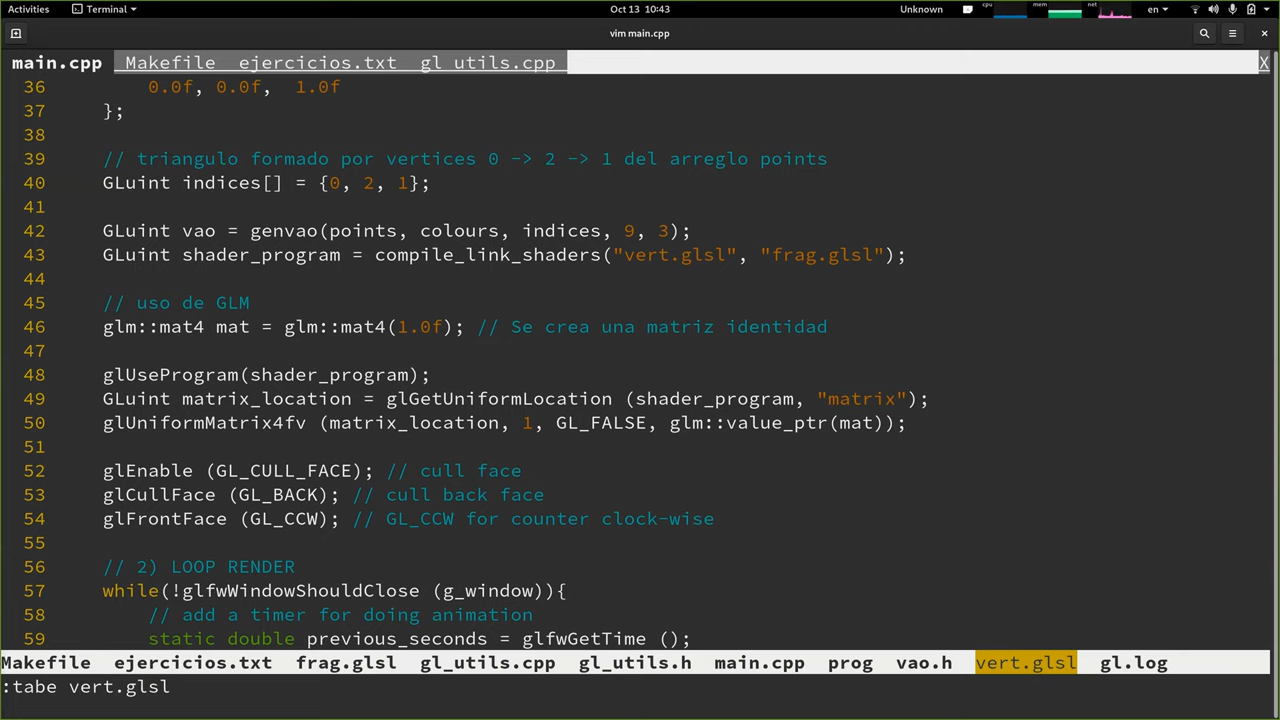 Activities Terminal Oct 13 10:43 Unknown cpu mem net en
vim main.cpp
main.cpp Makefile ejercicios.txt gl_utils.cpp X
36 0.0f, 0.0f, 1.0f
37 };
38
39 // triangulo formado por vertices 0 -> 2 -> 1 del arreglo points
40 GLuint indices[] = {0, 2, 1};
41
42 GLuint vao = genvao(points, colours, indices, 9, 3);
43 GLuint shader_program = compile_link_shaders("vert.glsl", "frag.glsl");
44
45 // uso de GLM
46 glm::mat4 mat = glm::mat4(1.0f); // Se crea una matriz identidad
47
48 glUseProgram(shader_program);
49 GLuint matrix_location = glGetUniformLocation (shader_program, "matrix");
50 glUniformMatrix4fv (matrix_location, 1, GL_FALSE, glm::value_ptr(mat));
51
52 glEnable (GL_CULL_FACE); // cull face
53 glCullFace (GL_BACK); // cull back face
54 glFrontFace (GL_CCW); // GL_CCW for counter clock-wise
55
56 // 2) LOOP RENDER
57 while(!glfwWindowShouldClose (g_window)){
58 // add a timer for doing animation
59 static double previous_seconds = glfwGetTime ();
Makefile ejercicios.txt frag.glsl gl_utils.cpp gl_utils.h main.cpp prog vao.h vert.glsl gl.log
:tabe vert.glsl